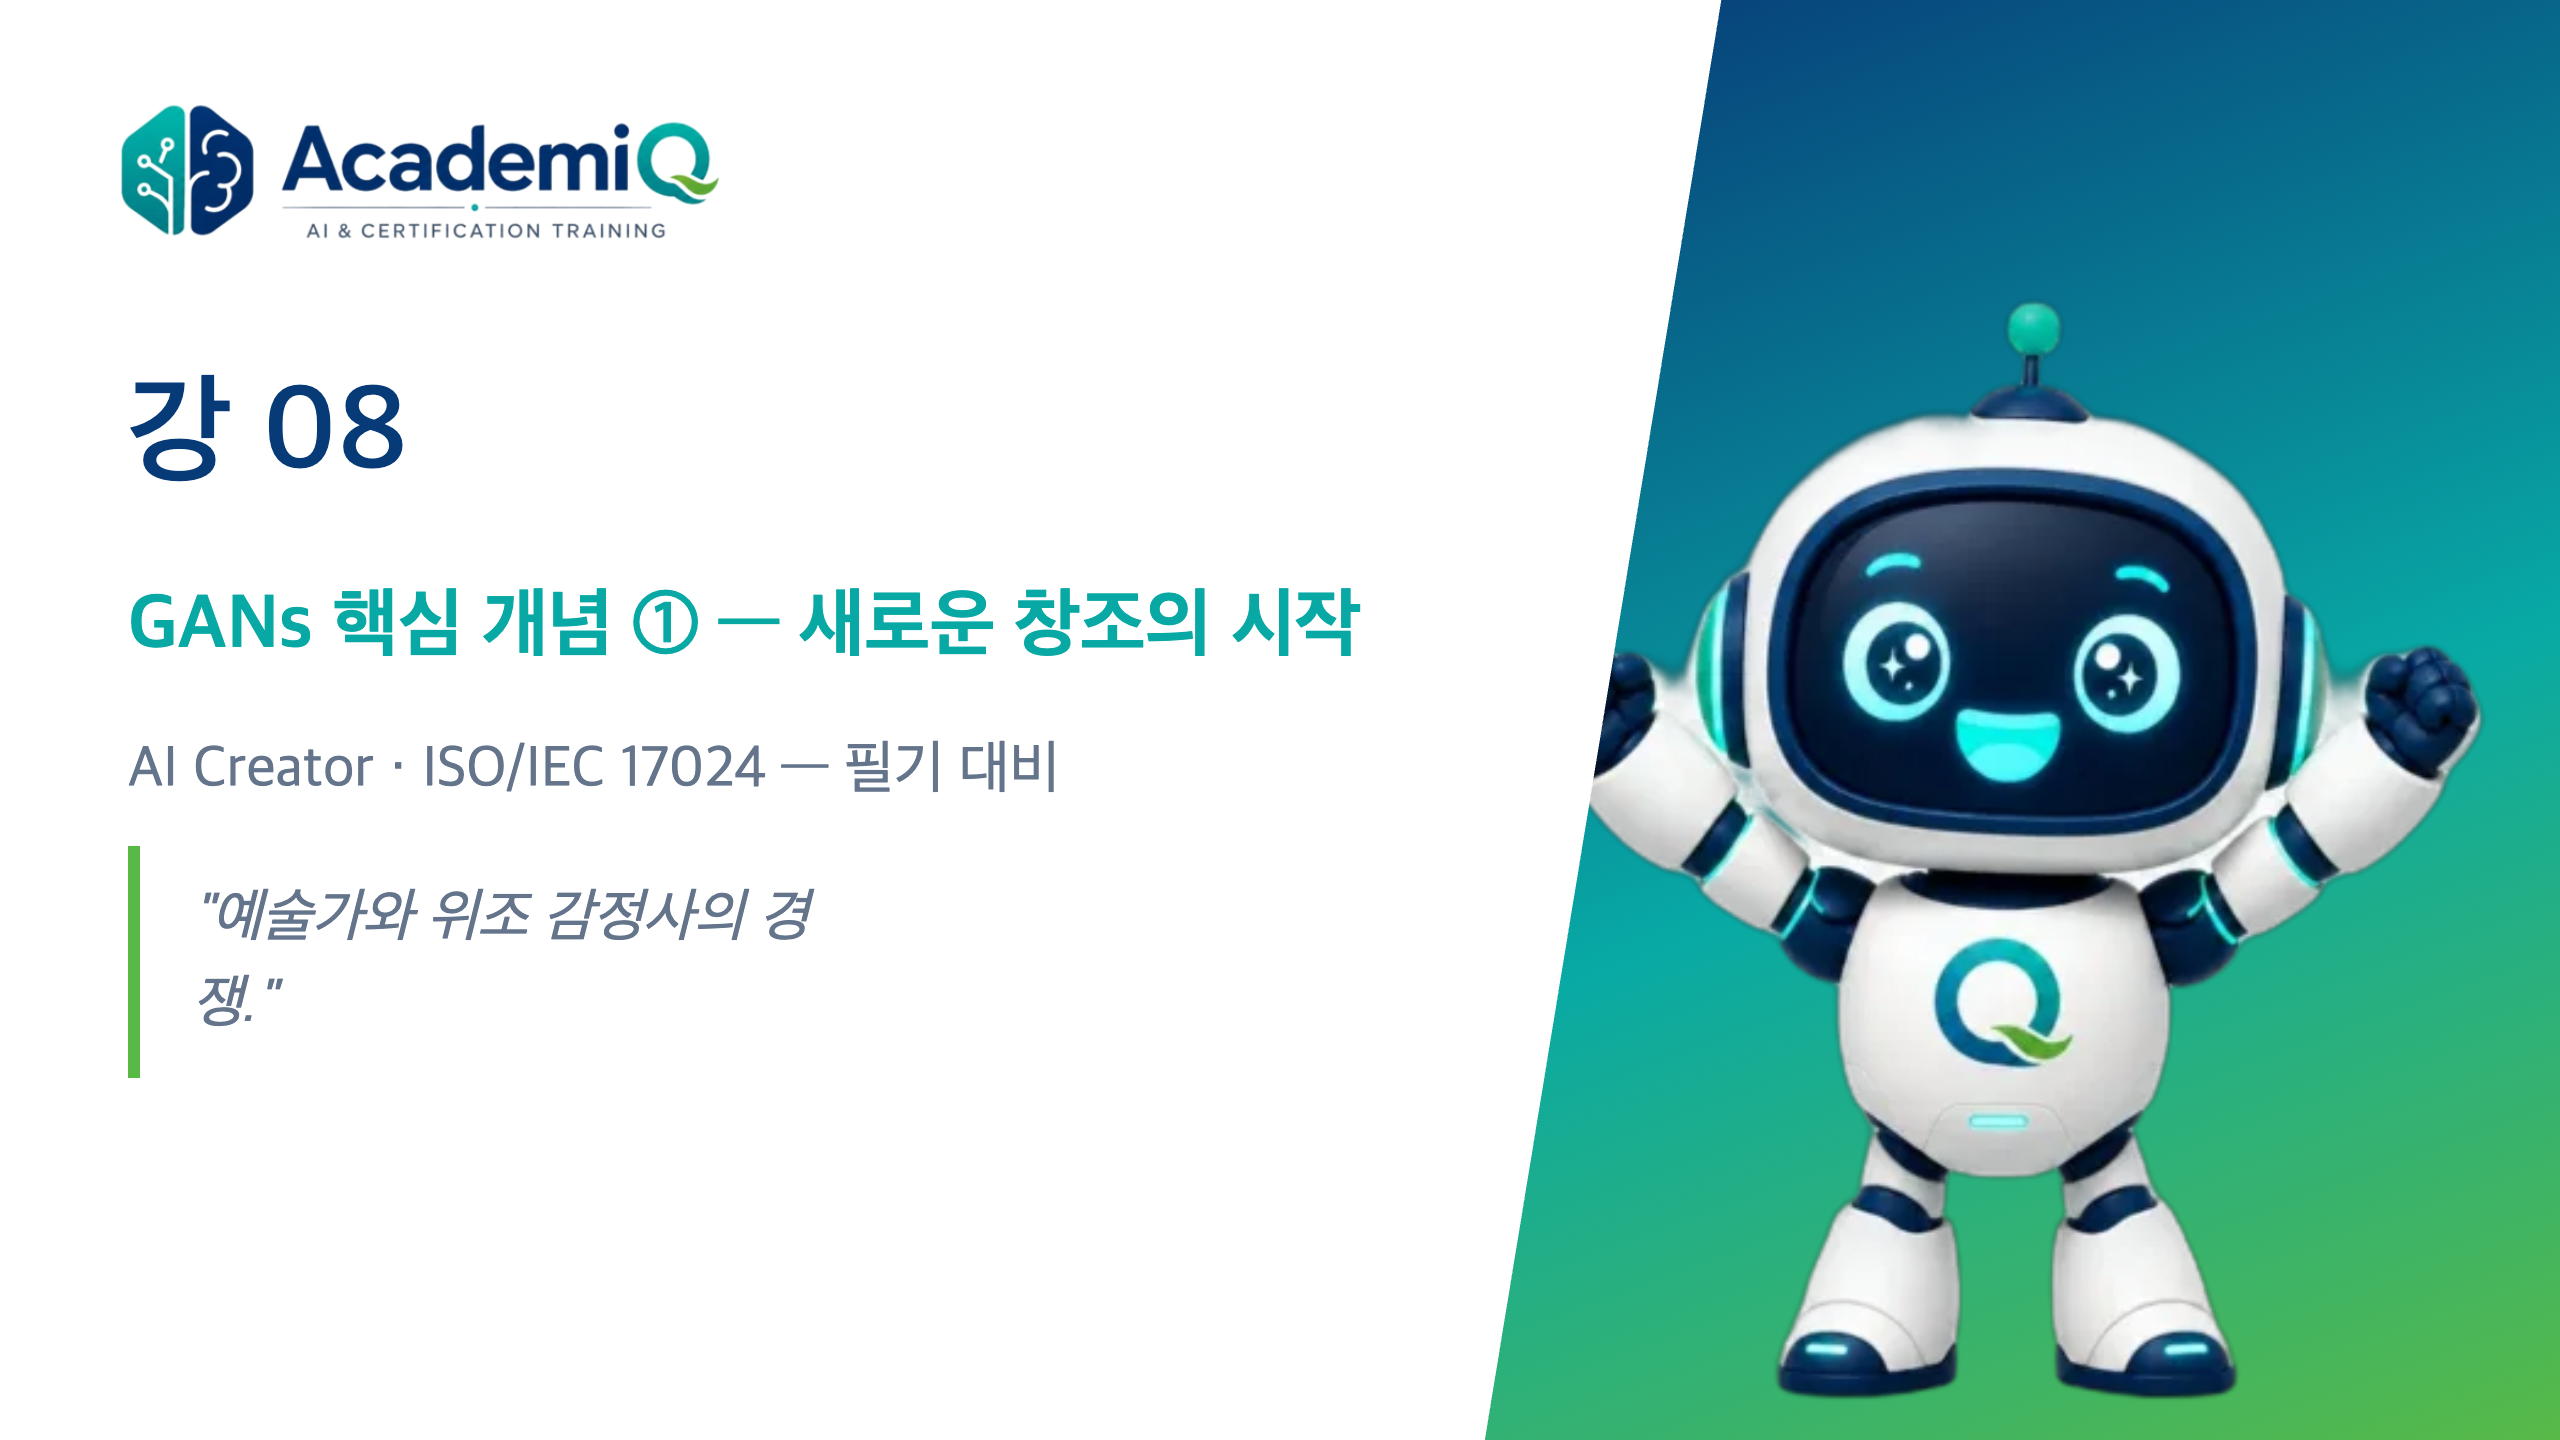 AcademiQ
AI & CERTIFICATION TRAINING
강 08
GANs 핵심 개념 ① — 새로운 창조의 시작
AI Creator · ISO/IEC 17024 — 필기 대비
"예술가와 위조 감정사의 경
쟁."
Q